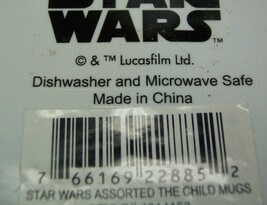 STAR
WARS™
© & ™ Lucasfilm Ltd.
Dishwasher and Microwave Safe
Made in China
7 66169 22885 2
STAR WARS ASSORTED THE CHILD MUGS